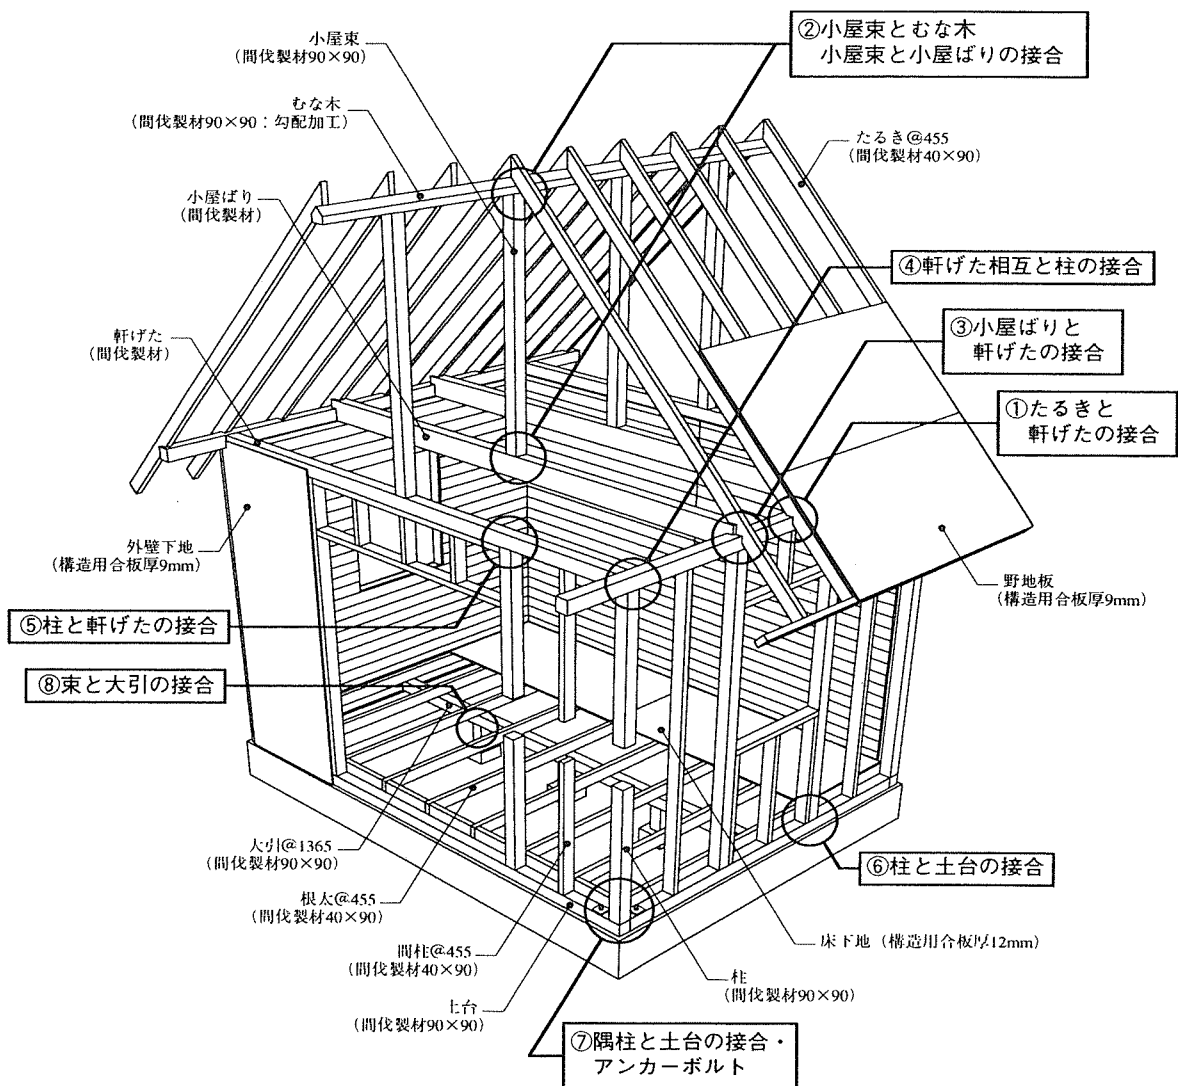 小屋束
(間伐製材90×90)
むな木
(間伐製材90×90：勾配加工)
小屋ばり
(間伐製材)
軒げた
(間伐製材)
外壁下地
(構造用合板厚9mm)
⑤柱と軒げたの接合
⑧束と大引の接合
大引@1365
(間伐製材90×90)
根太@455
(間伐製材40×90)
間柱@455
(間伐製材40×90)
土台
(間伐製材90×90)
②小屋束とむな木
小屋束と小屋ばりの接合
たるき@455
(間伐製材40×90)
④軒げた相互と柱の接合
③小屋ばりと
軒げたの接合
①たるきと
軒げたの接合
野地板
(構造用合板厚9mm)
⑥柱と土台の接合
床下地（構造用合板厚12mm）
柱
(間伐製材90×90)
⑦隅柱と土台の接合・
アンカーボルト